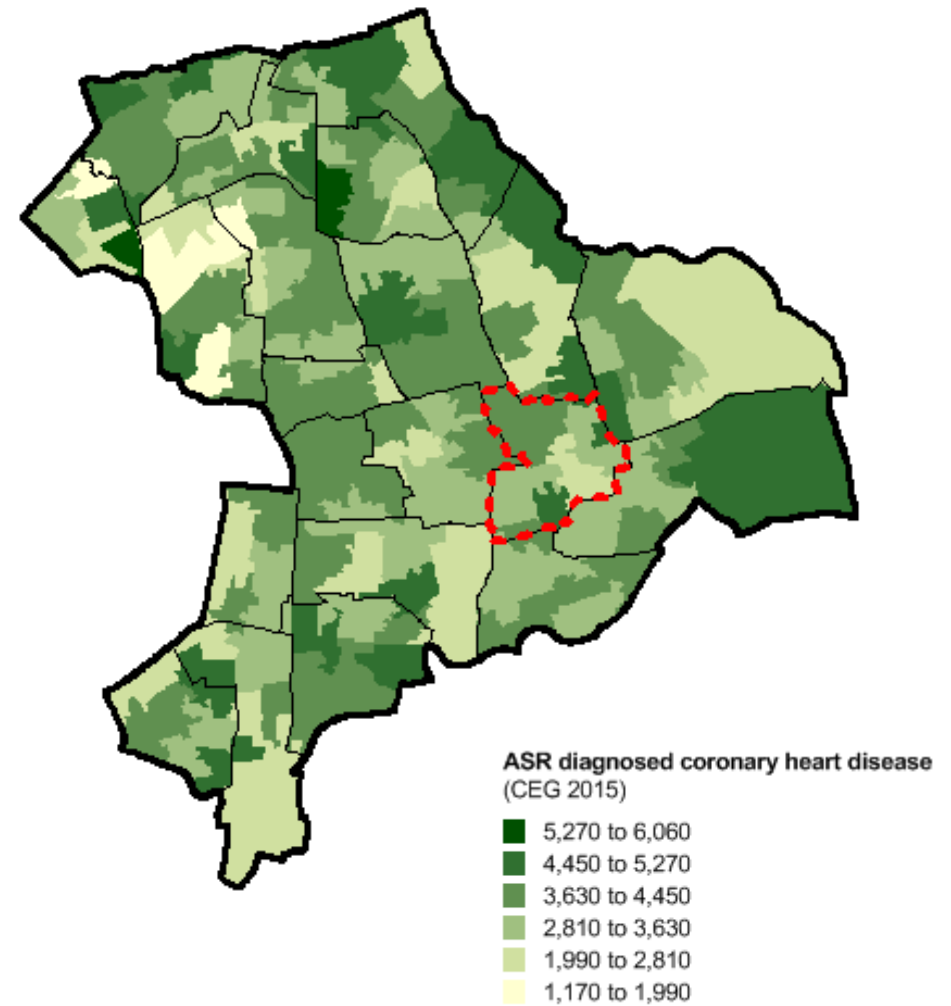 ASR diagnosed coronary heart disease
(CEG 2015)
5,270 to 6,060
4,450 to 5,270
3,630 to 4,450
2,810 to 3,630
1,990 to 2,810
1,170 to 1,990